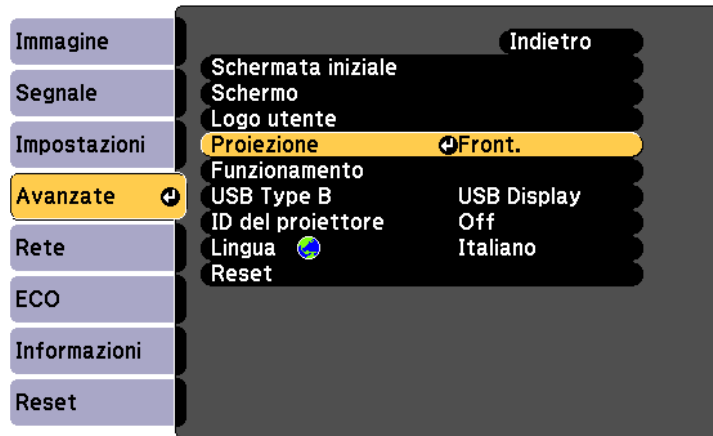 Immagine
Segnale
Impostazioni
Avanzate
Rete
ECO
Informazioni
Reset
Indietro
Schermata iniziale
Schermo
Logo utente
Proiezione Front.
Funzionamento
USB Type B USB Display
ID del proiettore Off
Lingua Italiano
Reset